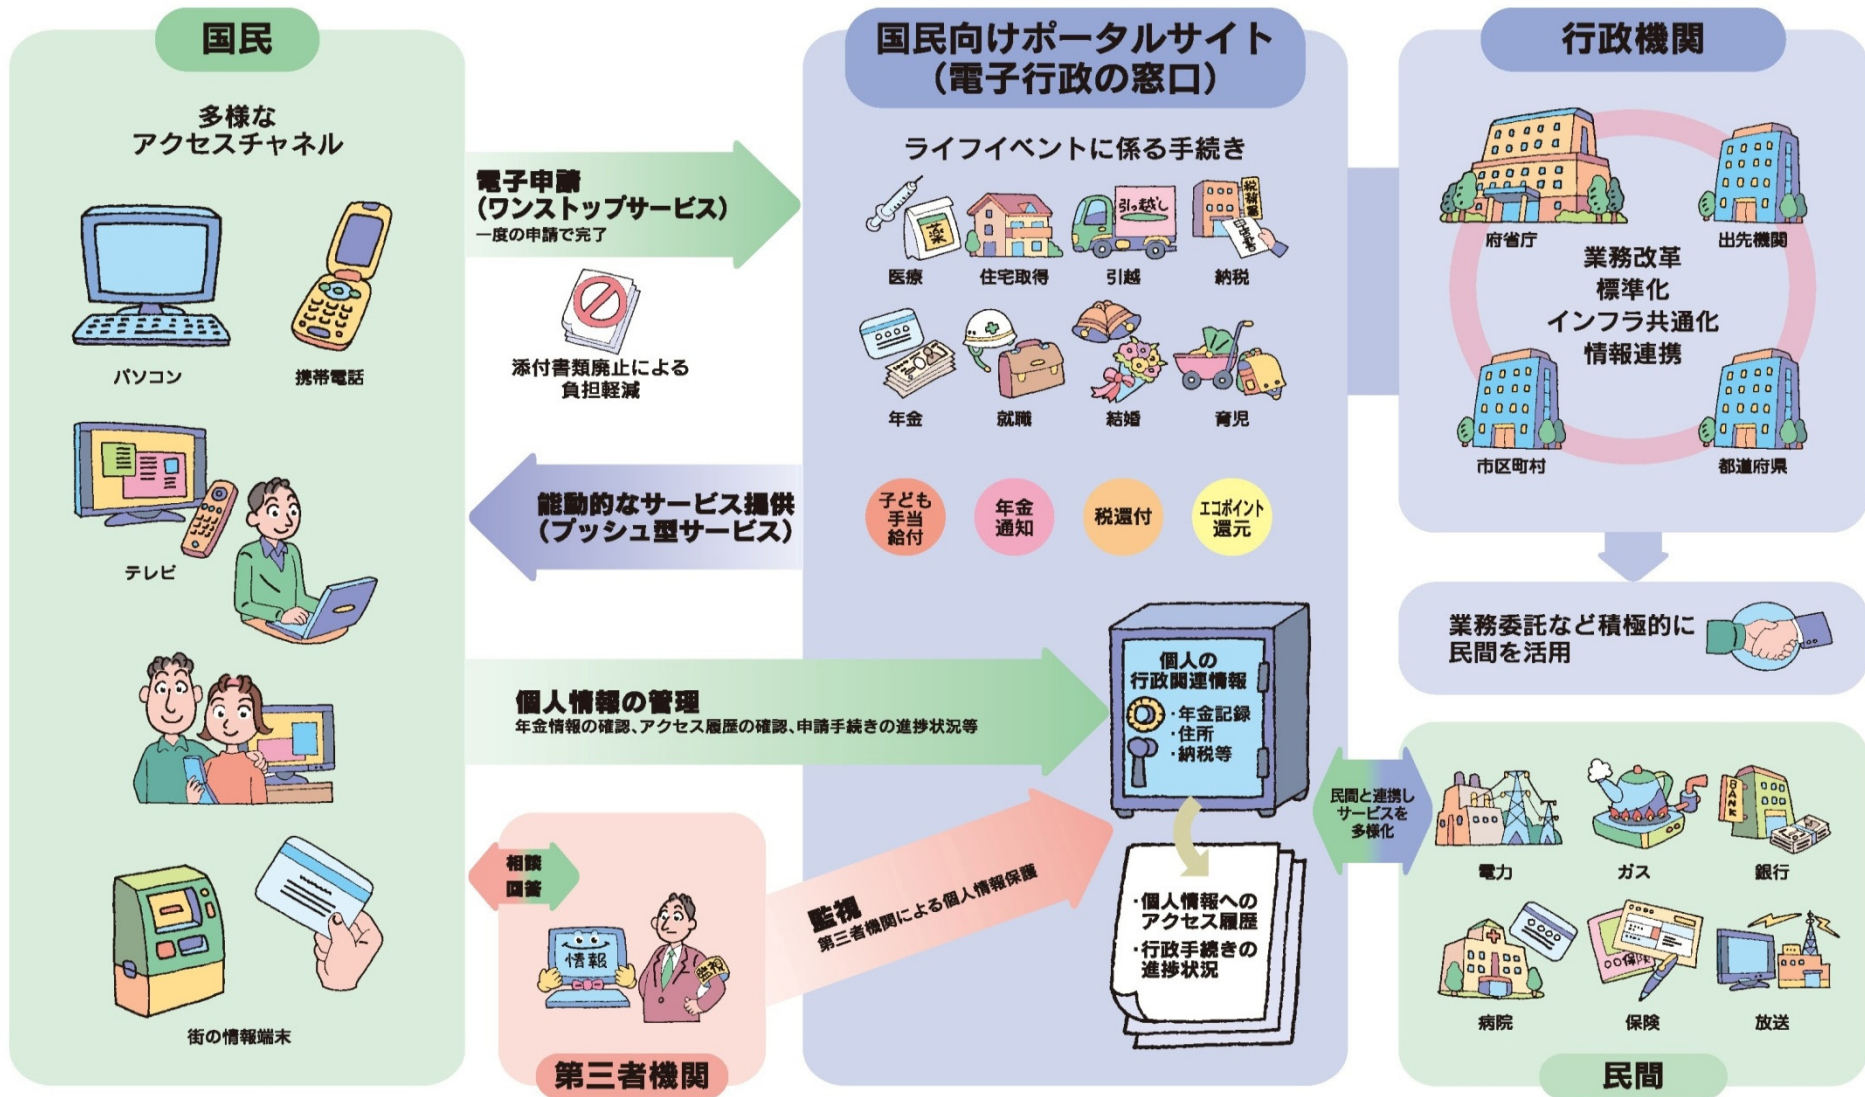 国民
多様な
アクセスチャネル
パソコン
携帯電話
テレビ
街の情報端末
電子申請
(ワンストップサービス)
一度の申請で完了
添付書類廃止による
負担軽減
能動的なサービス提供
(プッシュ型サービス)
個人情報の管理
年金情報の確認、アクセス履歴の確認、申請手続きの進捗状況等
相談
回答
情報
監視
第三者機関
監視
第三者機関による個人情報保護
国民向けポータルサイト
(電子行政の窓口)
ライフイベントに係る手続き
薬
引っ越し
税務署
申告書
医療
住宅取得
引越
納税
年金
就職
結婚
育児
子ども
手当
給付
年金
通知
税還付
エコポイント
還元
個人の
行政関連情報
・年金記録
・住所
・納税等
・個人情報への
アクセス履歴
・行政手続きの
進捗状況
行政機関
府省庁
出先機関
業務改革
標準化
インフラ共通化
情報連携
市区町村
都道府県
業務委託など積極的に
民間を活用
民間と連携し
サービスを
多様化
BANK
電力
ガス
銀行
○○保険
病院
保険
放送
民間